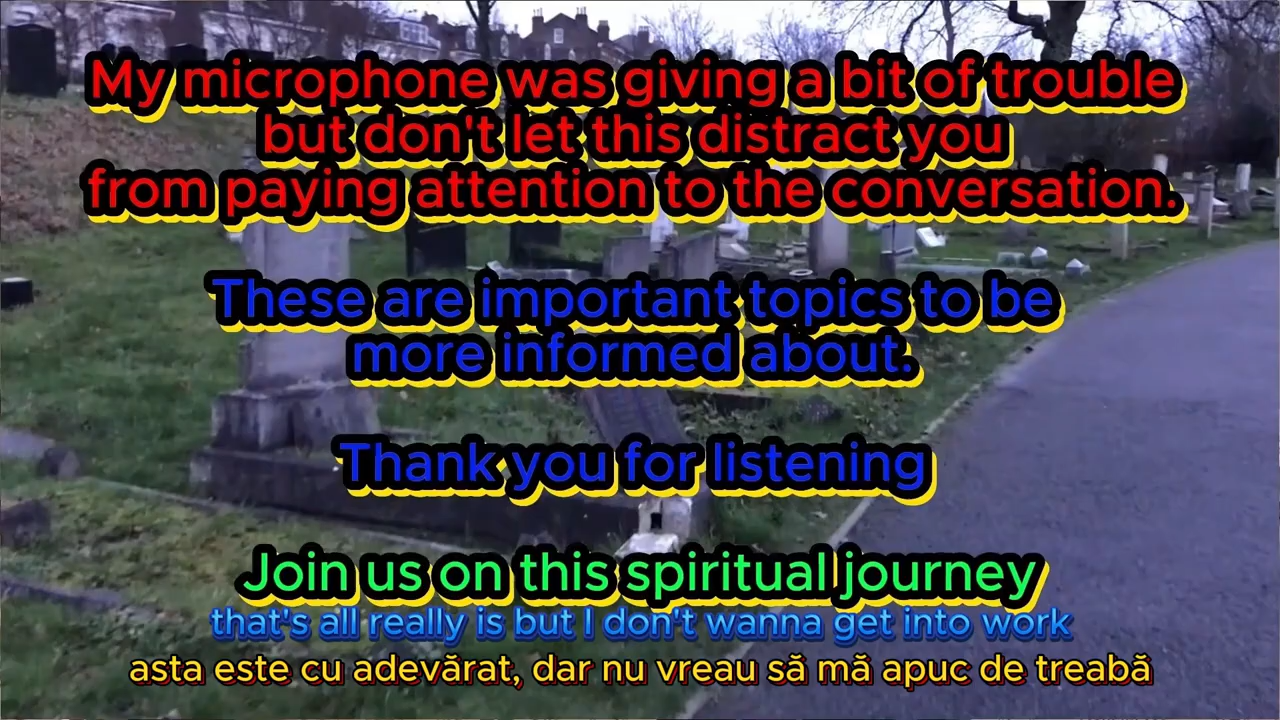 My microphone was giving a bit of trouble
but don't let this distract you
from paying attention to the conversation.
These are important topics to be
more informed about.
Thank you for listening
Join us on this spiritual journey
that's all really is but I don't wanna get into work
asta este cu adevărat, dar nu vreau să mă apuc de treabă